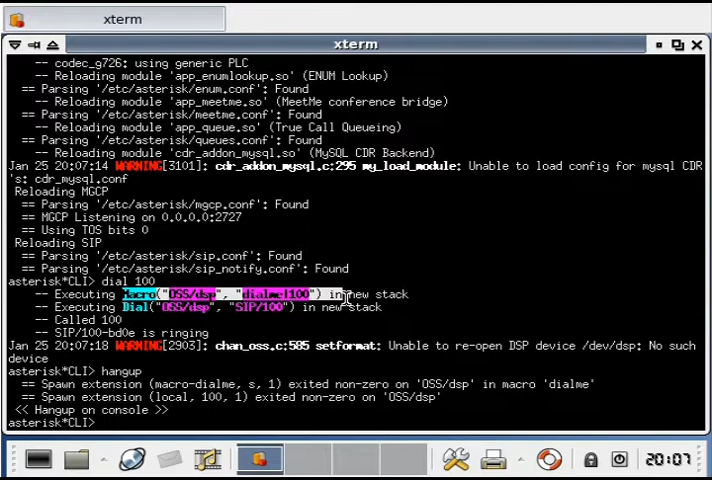 xterm
xterm
-- codec_g726: using generic PLC
-- Reloading module 'app_enumlookup.so' (ENUM Lookup)
== Parsing '/etc/asterisk/enum.conf': Found
-- Reloading module 'app_meetme.so' (MeetMe conference bridge)
== Parsing '/etc/asterisk/meetme.conf': Found
-- Reloading module 'app_queue.so' (True Call Queueing)
== Parsing '/etc/asterisk/queues.conf': Found
-- Reloading module 'cdr_addon_mysql.so' (MySQL CDR Backend)
Jan 25 20:07:14 WARNING[3101]: cdr_addon_mysql.c:295 my_load_module: Unable to load config for mysql CDR
's: cdr_mysql.conf
Reloading MGCP
== Parsing '/etc/asterisk/mgcp.conf': Found
== MGCP Listening on 0.0.0.0:2727
== Using TOS bits 0
Reloading SIP
== Parsing '/etc/asterisk/sip.conf': Found
== Parsing '/etc/asterisk/sip_notify.conf': Found
asterisk*CLI> dial 100
-- Executing Macro("OSS/dsp", "dialme|100") in new stack
-- Executing Dial("OSS/dsp", "SIP/100") in new stack
-- Called 100
-- SIP/100-bd0e is ringing
Jan 25 20:07:18 WARNING[2903]: chan_oss.c:585 setformat: Unable to re-open DSP device /dev/dsp: No such
device
asterisk*CLI> hangup
== Spawn extension (macro-dialme, s, 1) exited non-zero on 'OSS/dsp' in macro 'dialme'
== Spawn extension (local, 100, 1) exited non-zero on 'OSS/dsp'
<< Hangup on console >>
asterisk*CLI>
20:07